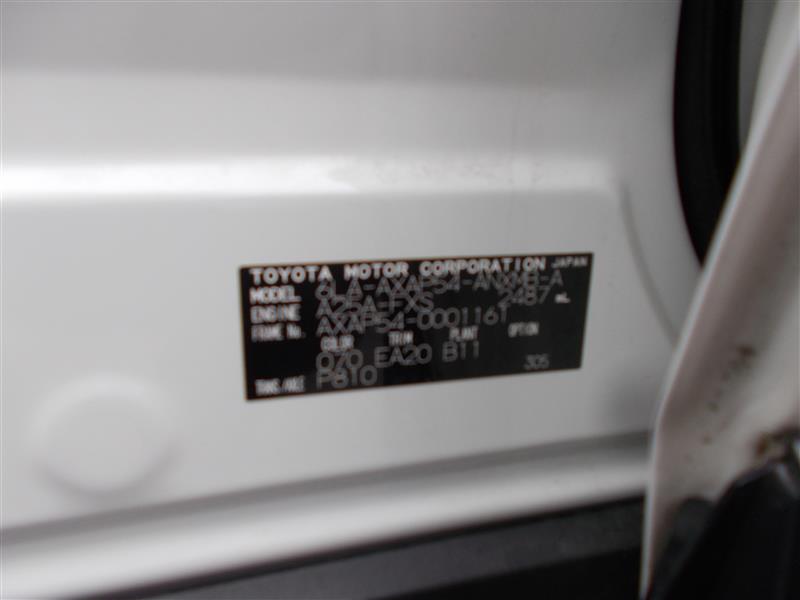 TOYOTA MOTOR CORPORATION JAPAN
MODEL 6LA-AXAP54-ANXMB-A
ENGINE A25A-FXS 2487 mL
FRAME No. AXAP54-0001161
COLOR TRIM PLANT OPTION
070 EA20 B11
TRANS/AXLE P810 305